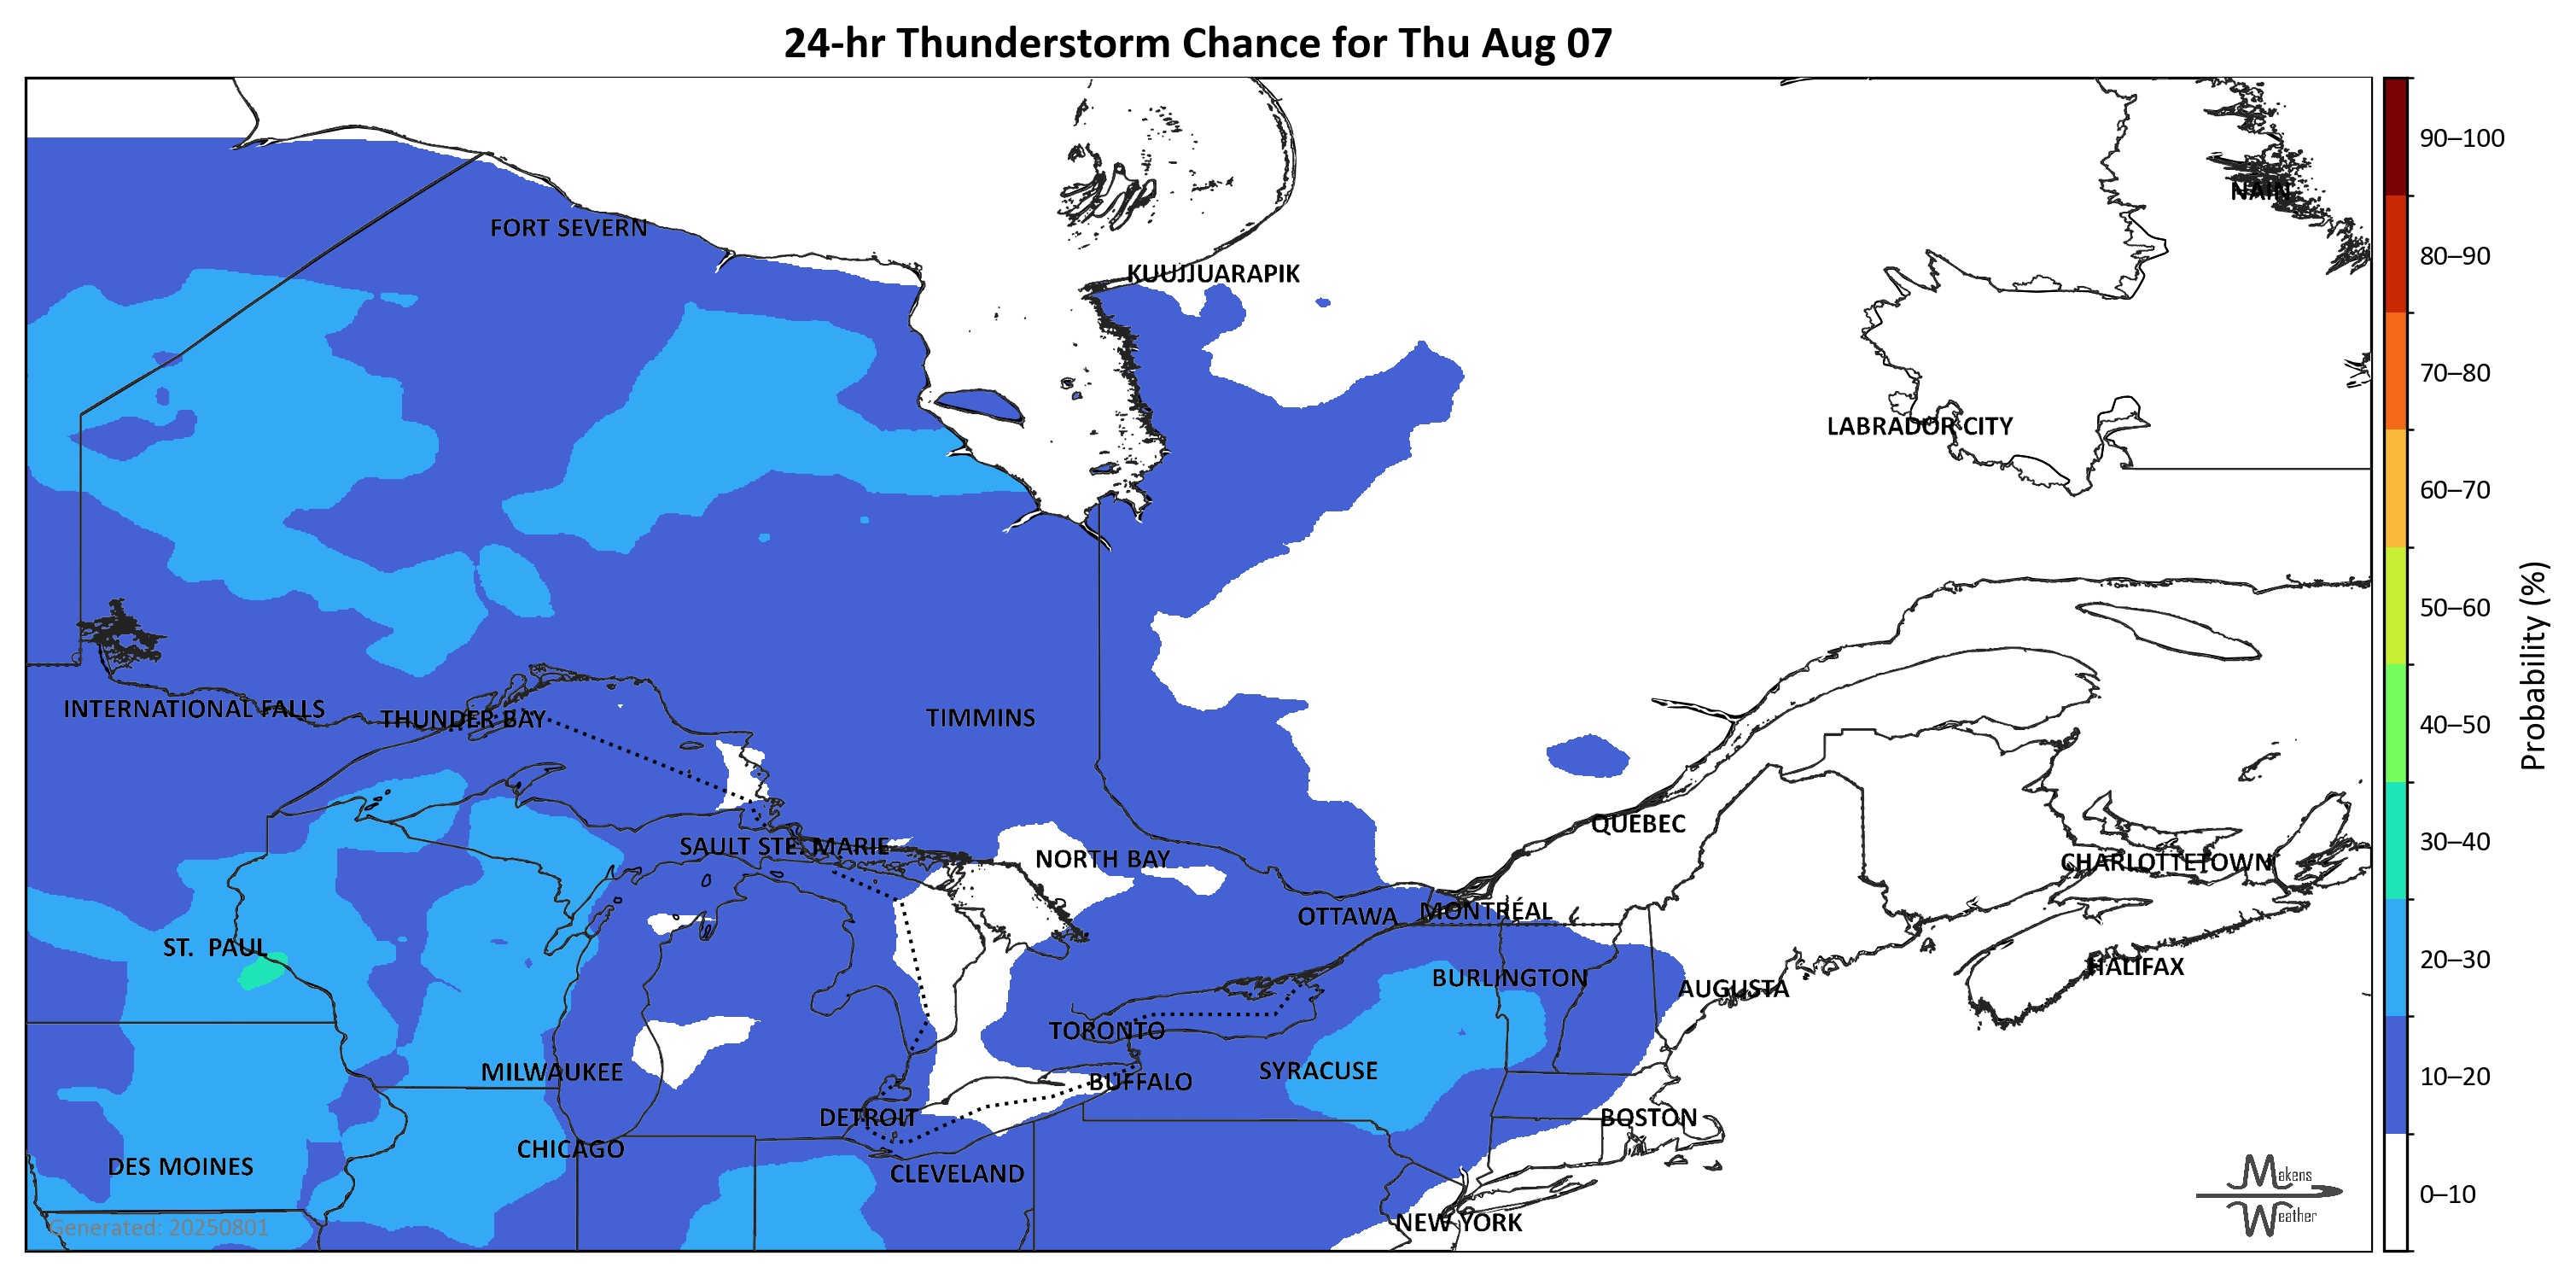 24-hr Thunderstorm Chance for Thu Aug 07
90–100
NAIN
FORT SEVERN
80–90
KUUJJUARAPIK
70–80
LABRADOR CITY
60–70
50–60
Probability (%)
INTERNATIONAL FALLS
THUNDER BAY
TIMMINS
40–50
QUEBEC
SAULT STE. MARIE
30–40
NORTH BAY
CHARLOTTETOWN
OTTAWA
MONTRÉAL
ST. PAUL
20–30
HALIFAX
BURLINGTON
AUGUSTA
TORONTO
SYRACUSE
MILWAUKEE
10–20
BUFFALO
DETROIT
BOSTON
CHICAGO
DES MOINES
CLEVELAND
Makens
Weather
0–10
NEW YORK
Generated: 20250801